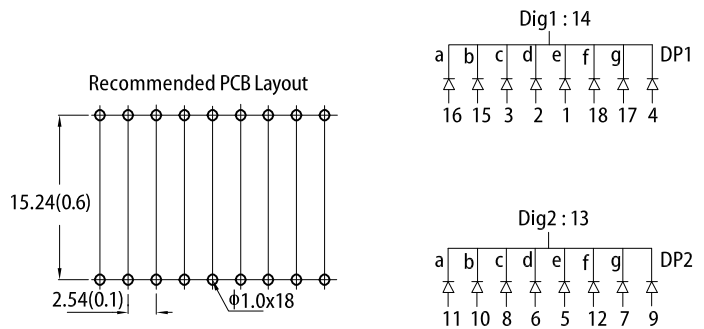 Recommended PCB Layout
15.24(0.6)
2.54(0.1)
ϕ1.0x18
Dig1 : 14
a b c d e f g DP1
16 15 3 2 1 18 17 4
Dig2 : 13
a b c d e f g DP2
11 10 8 6 5 12 7 9